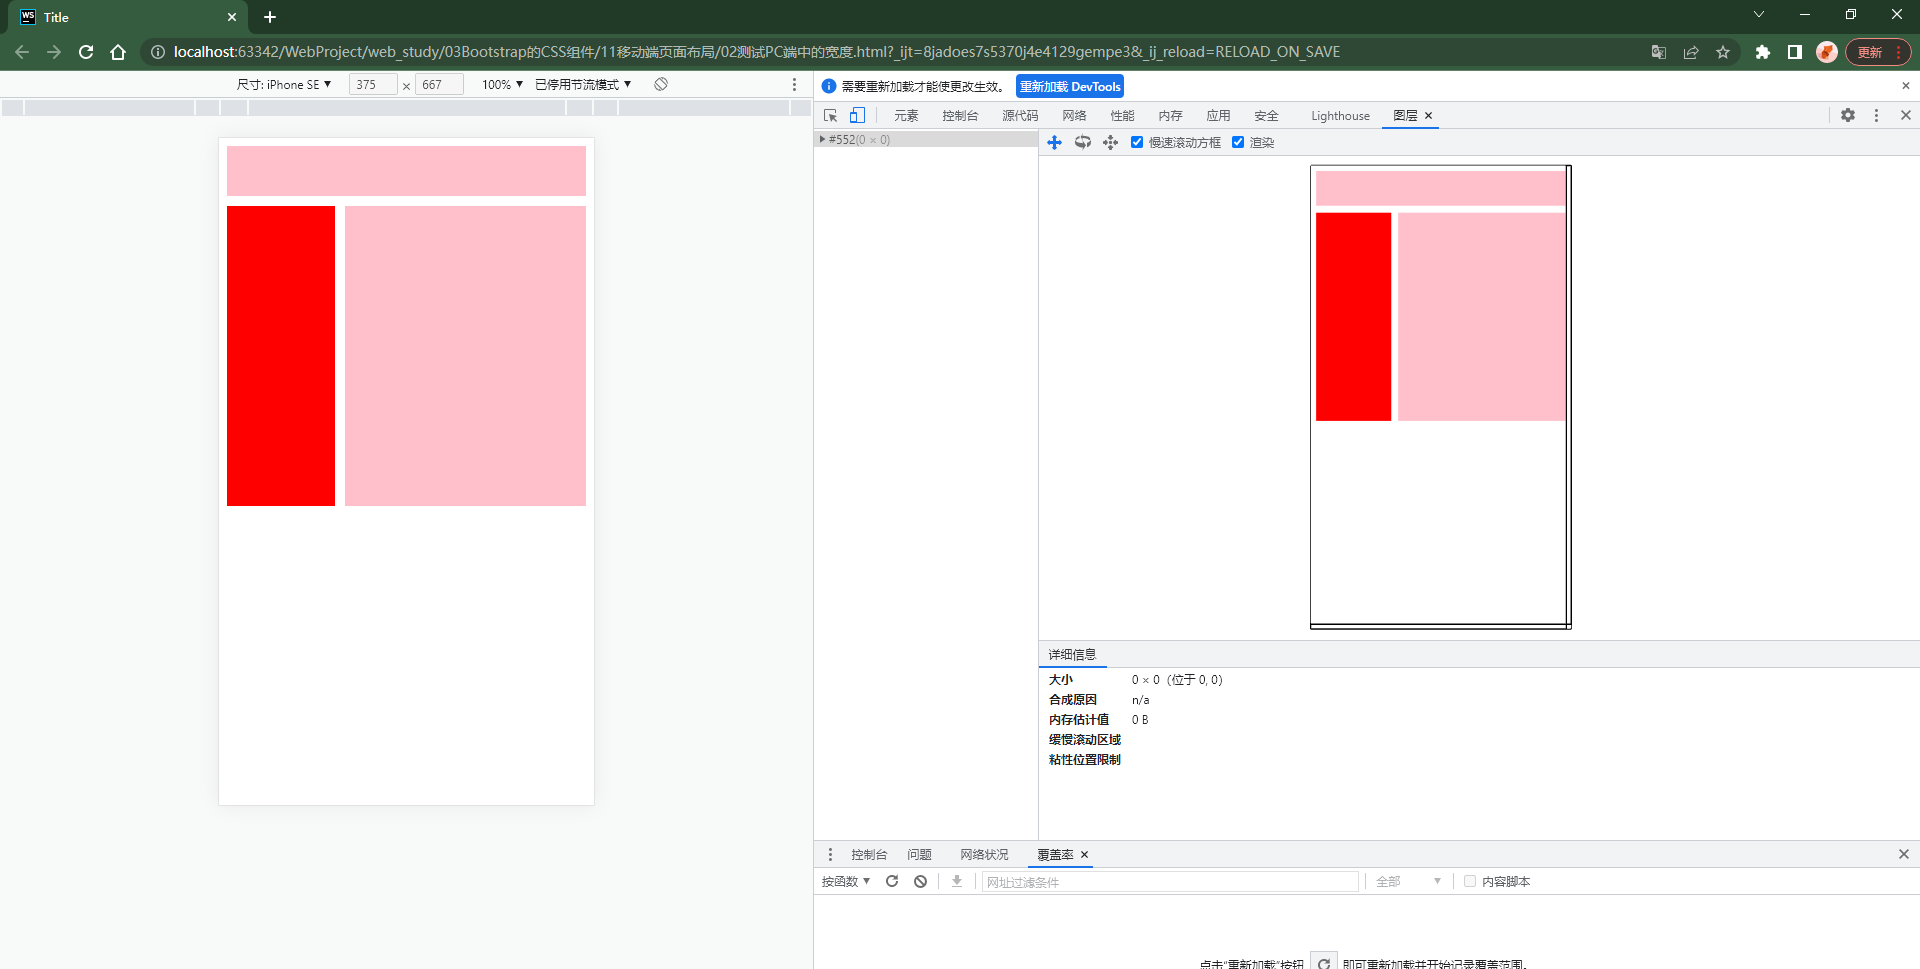 WS Title
localhost:63342/WebProject/web_study/03Bootstrap的CSS组件/11移动端页面布局/02测试PC端中的宽度.html?_ijt=8jadoes7s5370j4e4129gempe3&_ij_reload=RELOAD_ON_SAVE
更新
尺寸: iPhone SE ▼ 375 × 667 100% ▼ 已停用节流模式 ▼
需要重新加载才能使更改生效。 重新加载 DevTools
元素 控制台 源代码 网络 性能 内存 应用 安全 Lighthouse 图层
#552(0 × 0)
慢速滚动方框 渲染
详细信息
大小 0 × 0（位于 0, 0）
合成原因 n/a
内存估计值 0 B
缓慢滚动区域
粘性位置限制
控制台 问题 网络状况 覆盖率
按函数 ▼ 网址过滤条件 全部 ▼ 内容脚本
点击“重新加载”按钮 即可重新加载并开始记录覆盖范围。